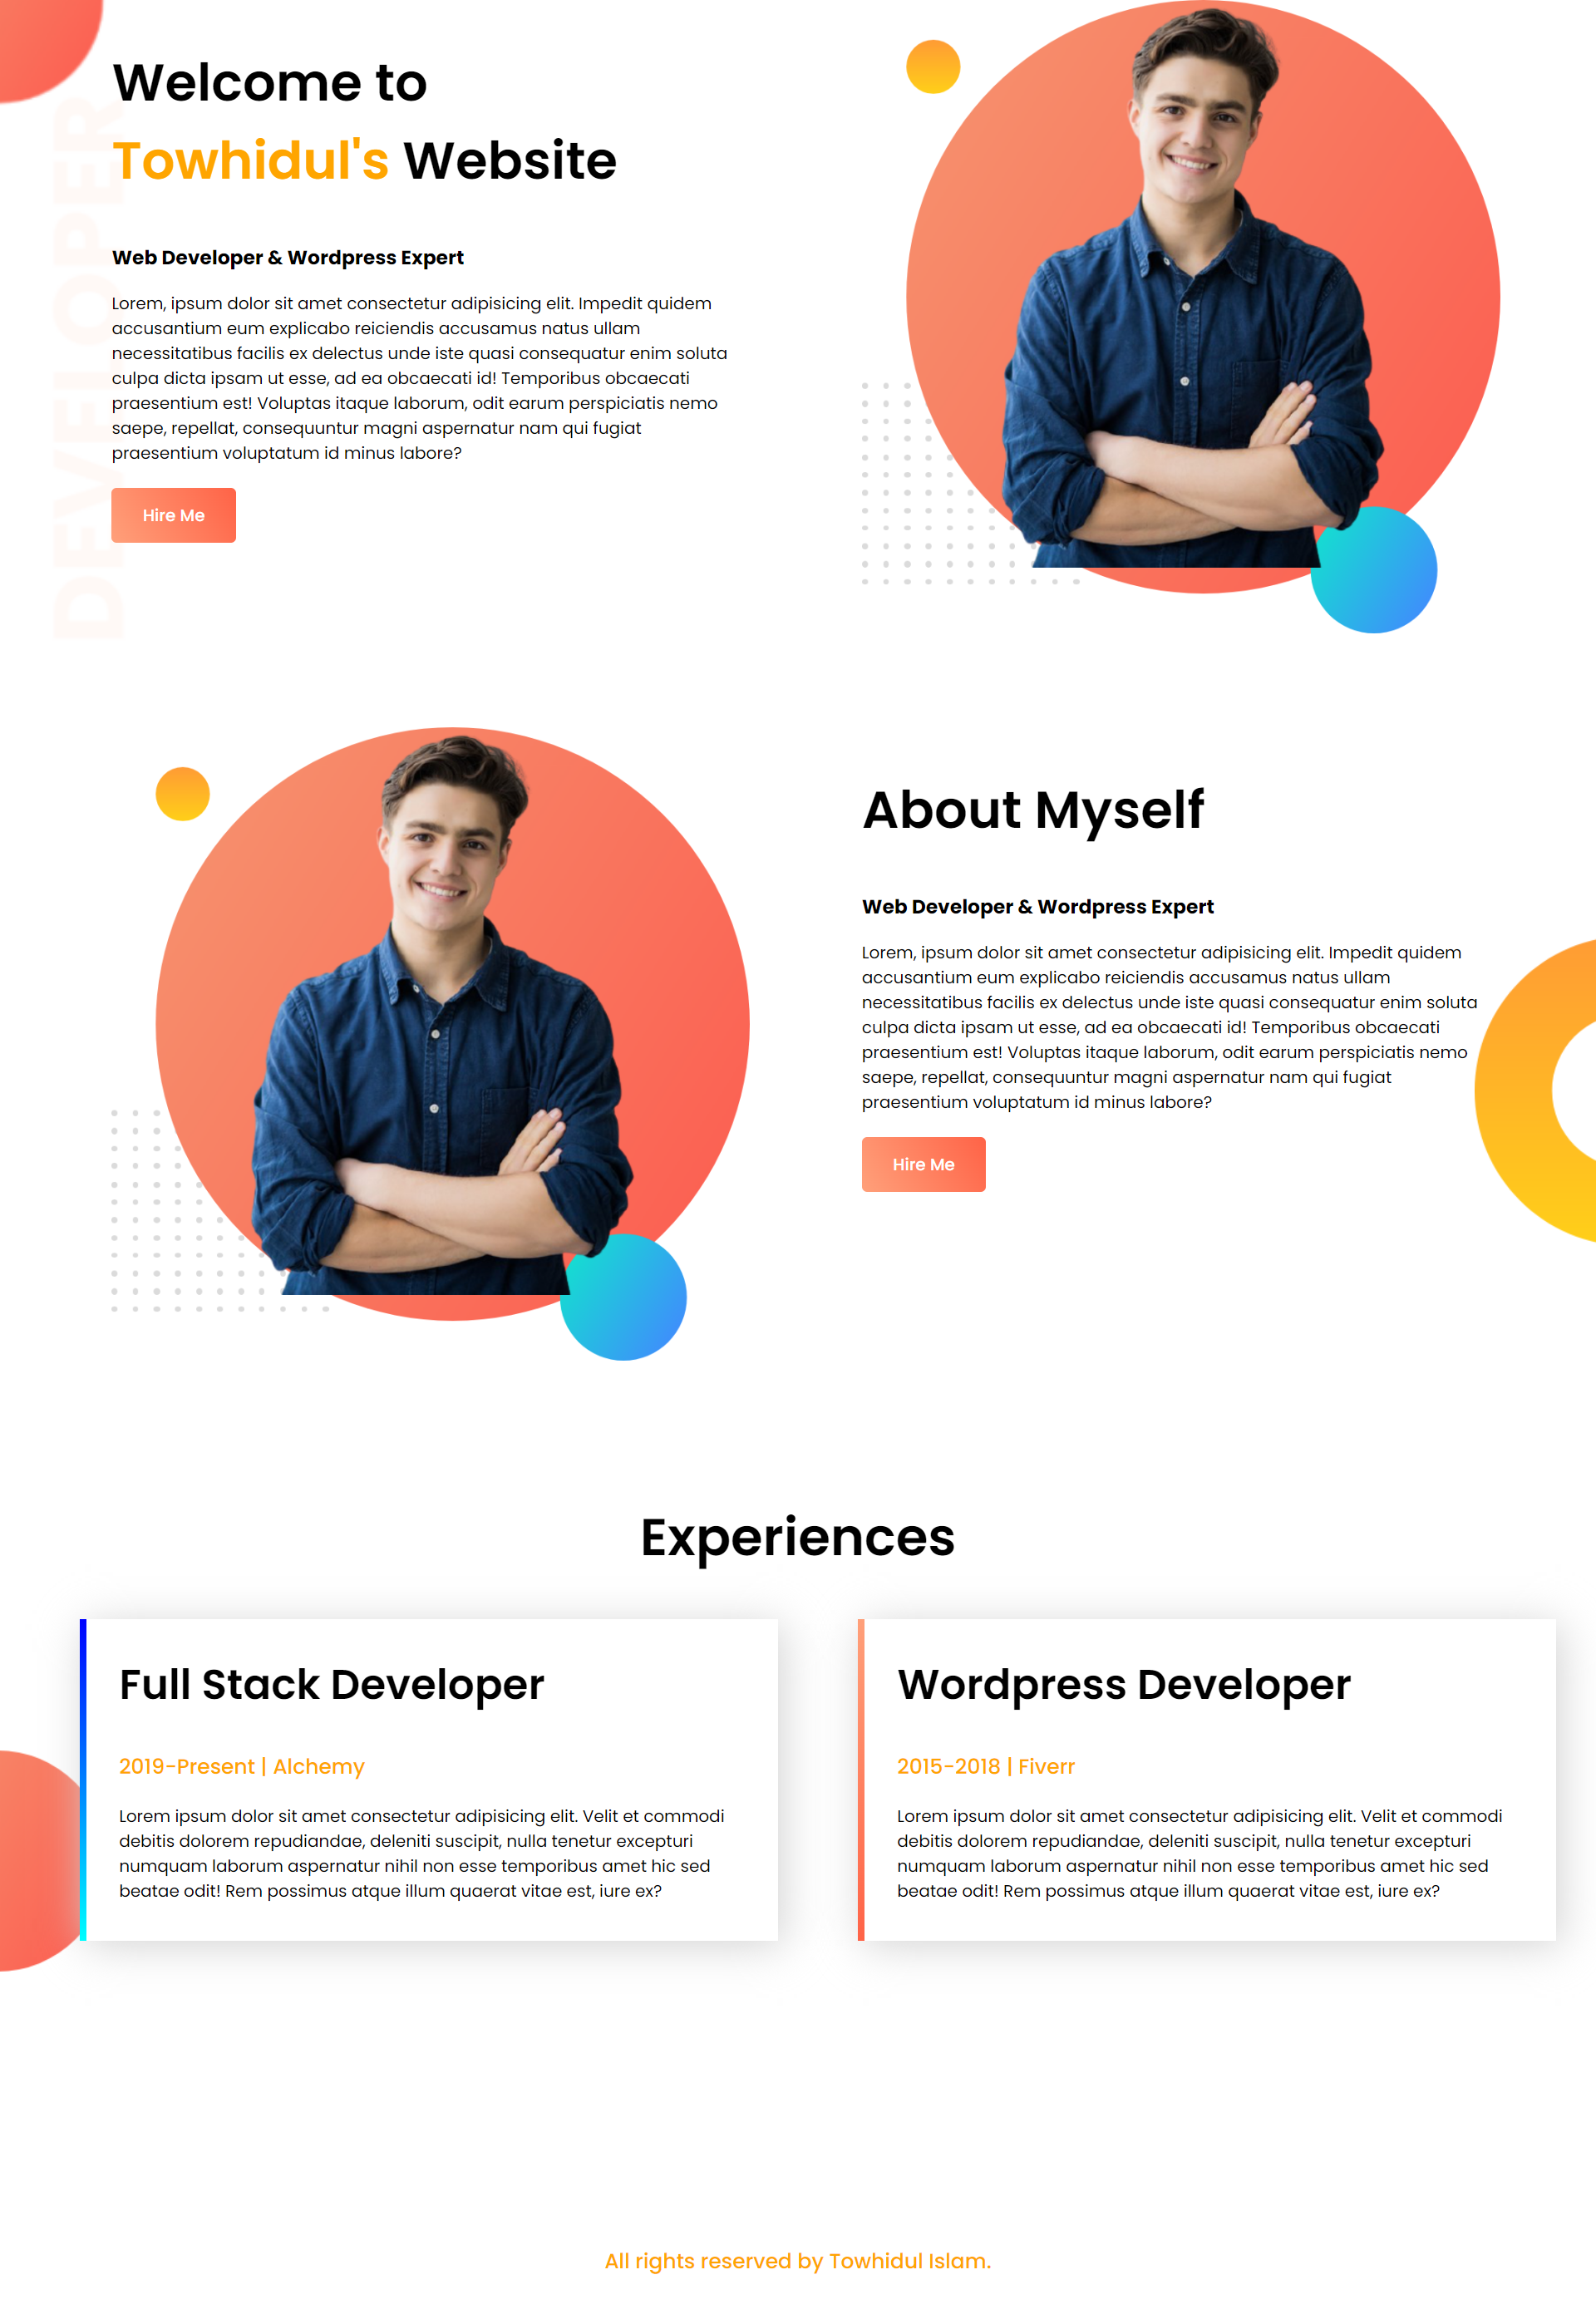 DEVELOPER
Welcome to
Towhidul's Website
Web Developer & Wordpress Expert
Lorem, ipsum dolor sit amet consectetur adipisicing elit. Impedit quidem
accusantium eum explicabo reiciendis accusamus natus ullam
necessitatibus facilis ex delectus unde iste quasi consequatur enim soluta
culpa dicta ipsam ut esse, ad ea obcaecati id! Temporibus obcaecati
praesentium est! Voluptas itaque laborum, odit earum perspiciatis nemo
saepe, repellat, consequuntur magni aspernatur nam qui fugiat
praesentium voluptatum id minus labore?
Hire Me
About Myself
Web Developer & Wordpress Expert
Lorem, ipsum dolor sit amet consectetur adipisicing elit. Impedit quidem
accusantium eum explicabo reiciendis accusamus natus ullam
necessitatibus facilis ex delectus unde iste quasi consequatur enim soluta
culpa dicta ipsam ut esse, ad ea obcaecati id! Temporibus obcaecati
praesentium est! Voluptas itaque laborum, odit earum perspiciatis nemo
saepe, repellat, consequuntur magni aspernatur nam qui fugiat
praesentium voluptatum id minus labore?
Hire Me
Experiences
Full Stack Developer
2019-Present | Alchemy
Lorem ipsum dolor sit amet consectetur adipisicing elit. Velit et commodi
debitis dolorem repudiandae, deleniti suscipit, nulla tenetur excepturi
numquam laborum aspernatur nihil non esse temporibus amet hic sed
beatae odit! Rem possimus atque illum quaerat vitae est, iure ex?
Wordpress Developer
2015-2018 | Fiverr
Lorem ipsum dolor sit amet consectetur adipisicing elit. Velit et commodi
debitis dolorem repudiandae, deleniti suscipit, nulla tenetur excepturi
numquam laborum aspernatur nihil non esse temporibus amet hic sed
beatae odit! Rem possimus atque illum quaerat vitae est, iure ex?
All rights reserved by Towhidul Islam.